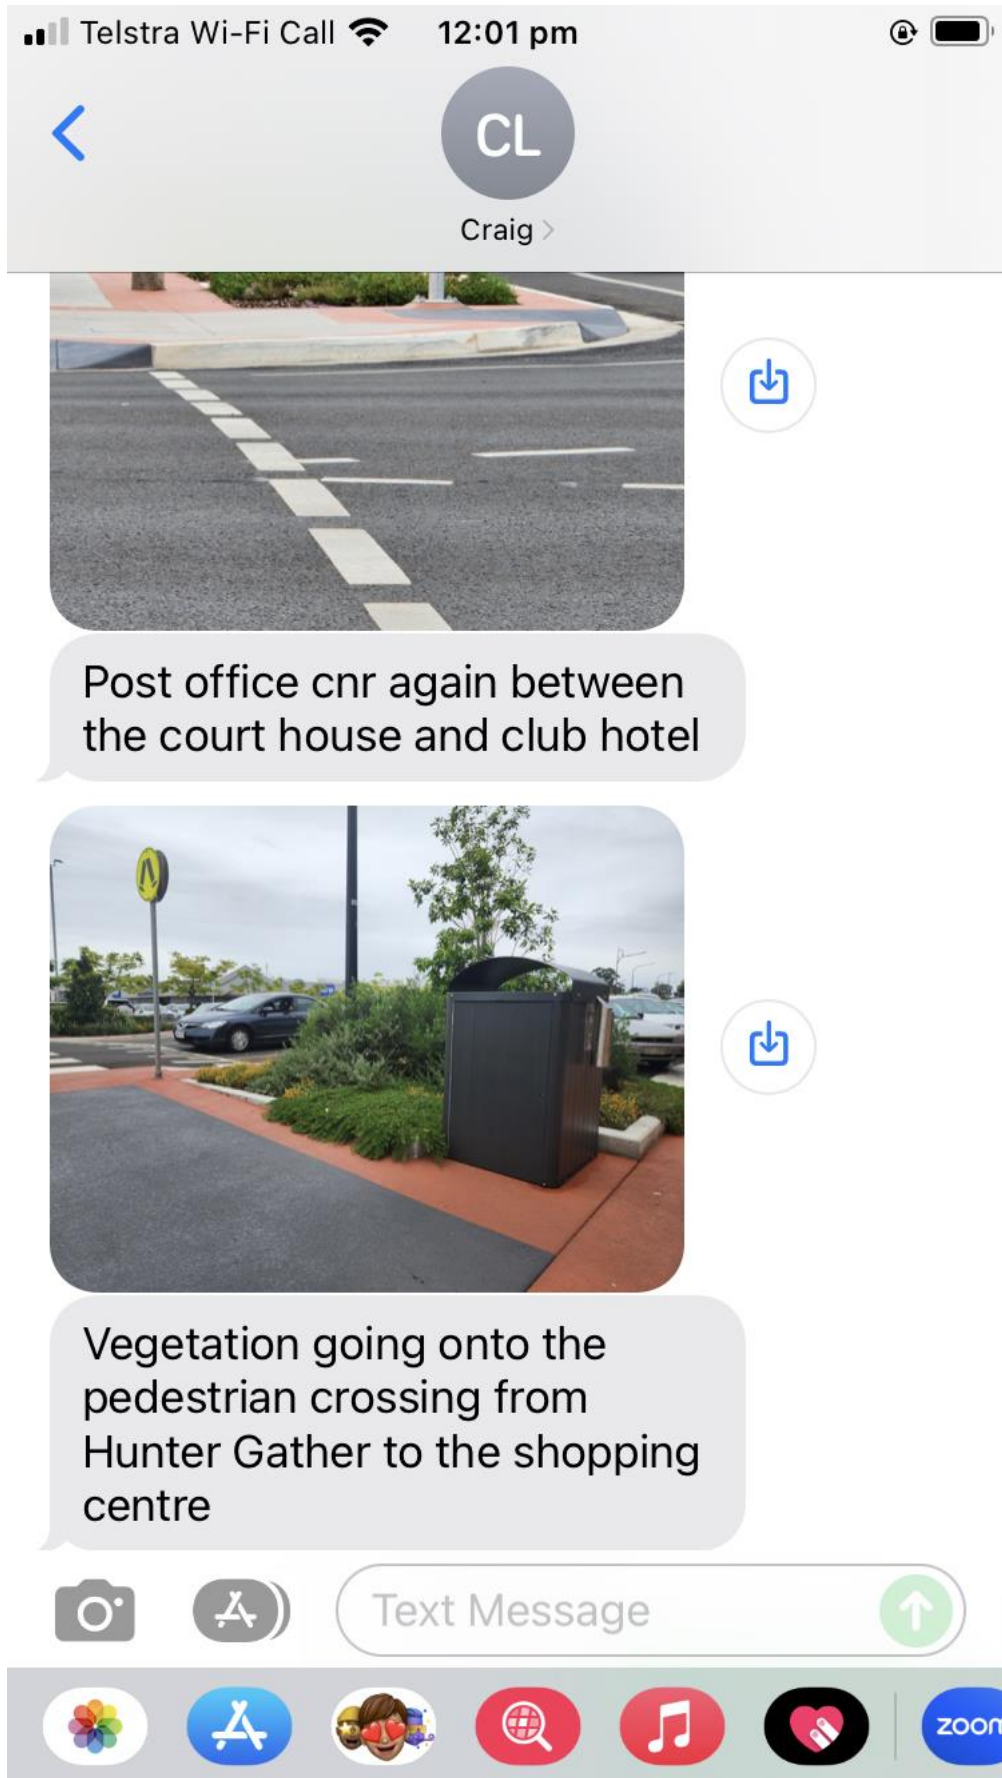 Telstra Wi-Fi Call 12:01 pm
CL
Craig
Post office cnr again between
the court house and club hotel
Vegetation going onto the
pedestrian crossing from
Hunter Gather to the shopping
centre
Text Message
zoom